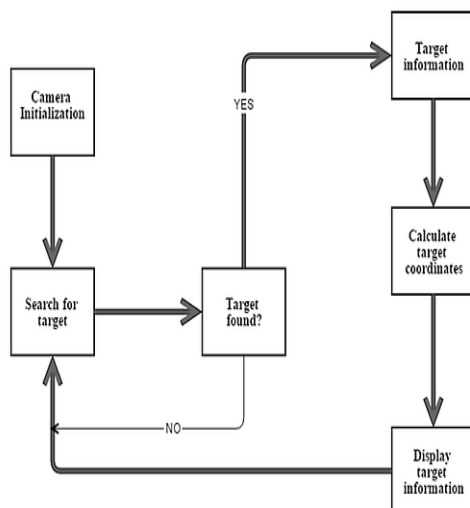 Camera
Initialization
Search for
target
Target
found?
YES
NO
Target
information
Calculate
target
coordinates
Display
target
information